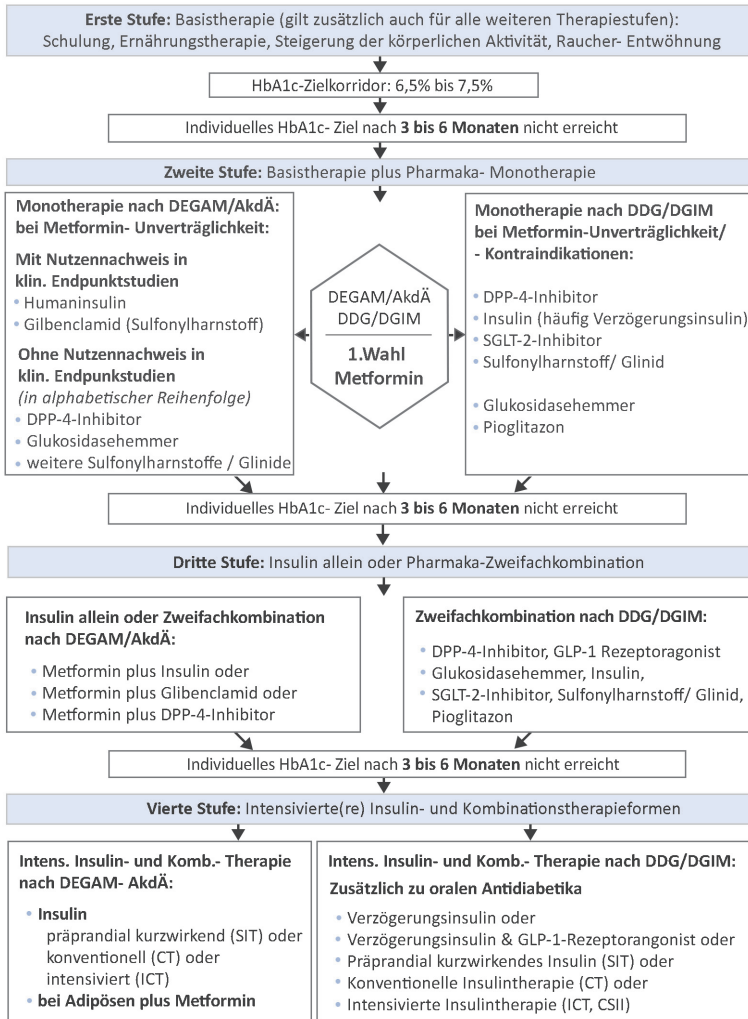 Erste Stufe: Basistherapie (gilt zusätzlich auch für alle weiteren Therapiestufen):
Schulung, Ernährungstherapie, Steigerung der körperlichen Aktivität, Raucher- Entwöhnung
HbA1c-Zielkorridor: 6,5% bis 7,5%
Individuelles HbA1c- Ziel nach 3 bis 6 Monaten nicht erreicht
Zweite Stufe: Basistherapie plus Pharmaka- Monotherapie
Monotherapie nach DEGAM/AkdÄ:
bei Metformin- Unverträglichkeit:
Mit Nutzennachweis in
klin. Endpunktstudien
• Humaninsulin
• Gilbenclamid (Sulfonylharnstoff)
Ohne Nutzennachweis in
klin. Endpunkstudien
(in alphabetischer Reihenfolge)
• DPP-4-Inhibitor
• Glukosidasehemmer
• weitere Sulfonylharnstoffe / Glinide
DEGAM/AkdÄ
DDG/DGIM
1.Wahl
Metformin
Monotherapie nach DDG/DGIM
bei Metformin-Unverträglichkeit/
- Kontraindikationen:
• DPP-4-Inhibitor
• Insulin (häufig Verzögerungsinsulin)
• SGLT-2-Inhibitor
• Sulfonylharnstoff/ Glinid
• Glukosidasehemmer
• Pioglitazon
Individuelles HbA1c- Ziel nach 3 bis 6 Monaten nicht erreicht
Dritte Stufe: Insulin allein oder Pharmaka-Zweifachkombination
Insulin allein oder Zweifachkombination
nach DEGAM/AkdÄ:
• Metformin plus Insulin oder
• Metformin plus Glibenclamid oder
• Metformin plus DPP-4-Inhibitor
Zweifachkombination nach DDG/DGIM:
• DPP-4-Inhibitor, GLP-1 Rezeptoragonist
• Glukosidasehemmer, Insulin,
• SGLT-2-Inhibitor, Sulfonylharnstoff/ Glinid,
Pioglitazon
Individuelles HbA1c- Ziel nach 3 bis 6 Monaten nicht erreicht
Vierte Stufe: Intensivierte(re) Insulin- und Kombinationstherapieformen
Intens. Insulin- und Komb.- Therapie
nach DEGAM- AkdÄ:
• Insulin
präprandial kurzwirkend (SIT) oder
konventionell (CT) oder
intensiviert (ICT)
• bei Adipösen plus Metformin
Intens. Insulin- und Komb.- Therapie nach DDG/DGIM:
Zusätzlich zu oralen Antidiabetika
• Verzögerungsinsulin oder
• Verzögerungsinsulin & GLP-1-Rezeptorangonist oder
• Präprandial kurzwirkendes Insulin (SIT) oder
• Konventionelle Insulintherapie (CT) oder
• Intensivierte Insulintherapie (ICT, CSII)